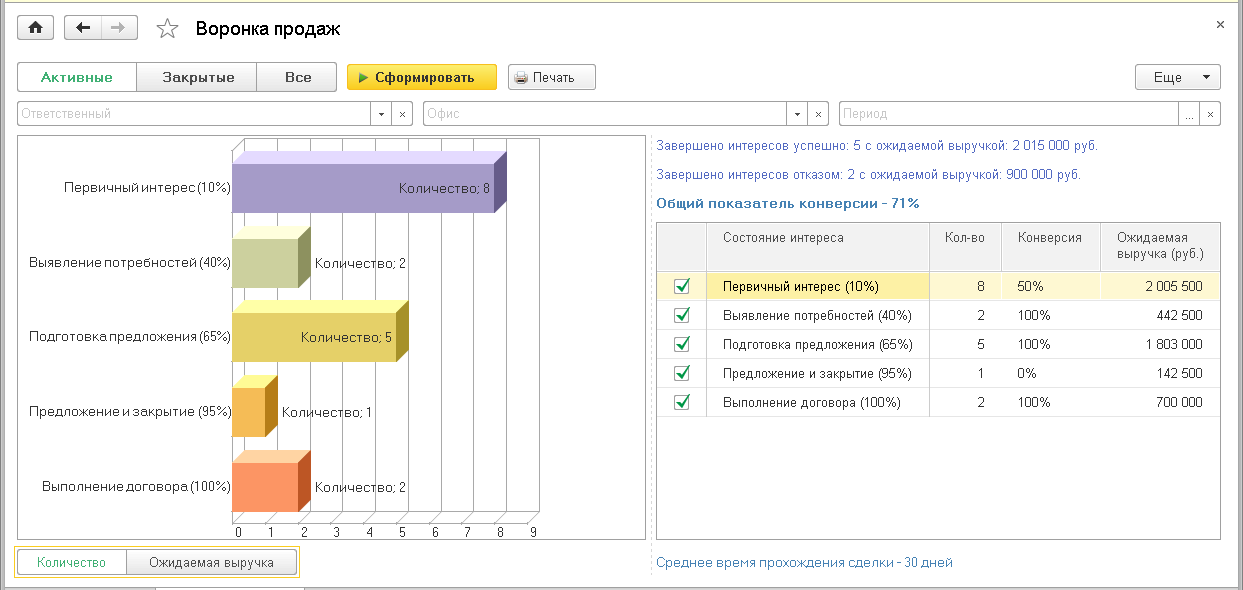 Воронка продаж
Активные Закрытые Все Сформировать Печать Еще
Ответственный Офис Период ...
Первичный интерес (10%) Количество; 8
Выявление потребностей (40%) Количество; 2
Подготовка предложения (65%) Количество; 5
Предложение и закрытие (95%) Количество; 1
Выполнение договора (100%) Количество; 2
0 1 2 3 4 5 6 7 8 9
Количество Ожидаемая выручка
Завершено интересов успешно: 5 с ожидаемой выручкой: 2 015 000 руб.
Завершено интересов отказом: 2 с ожидаемой выручкой: 900 000 руб.
Общий показатель конверсии - 71%
Состояние интереса Кол-во Конверсия Ожидаемая
выручка (руб.)
Первичный интерес (10%) 8 50% 2 005 500
Выявление потребностей (40%) 2 100% 442 500
Подготовка предложения (65%) 5 100% 1 803 000
Предложение и закрытие (95%) 1 0% 142 500
Выполнение договора (100%) 2 100% 700 000
Среднее время прохождения сделки - 30 дней